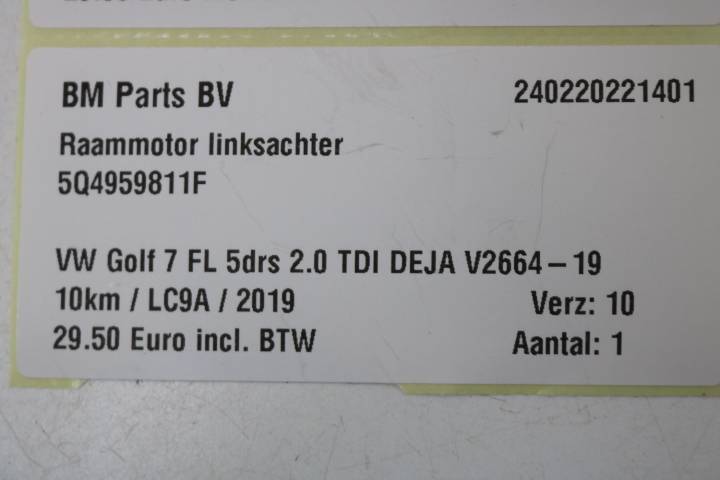 BM Parts BV 240220221401
Raammotor linksachter
5Q4959811F
VW Golf 7 FL 5drs 2.0 TDI DEJA V2664-19
10km / LC9A / 2019 Verz: 10
29.50 Euro incl. BTW Aantal: 1